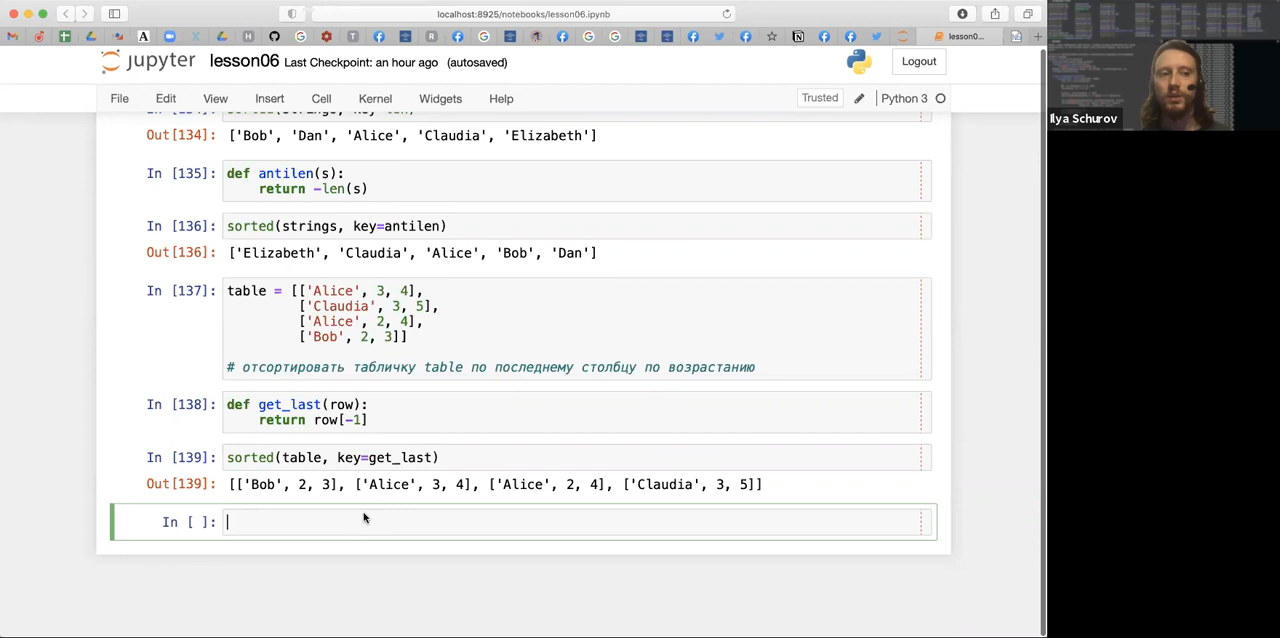 localhost:8925/notebooks/lesson06.ipynb
lesson0...
jupyter lesson06 Last Checkpoint: an hour ago (autosaved)
Logout
File Edit View Insert Cell Kernel Widgets Help
Trusted Python 3
Out[134]: ['Bob', 'Dan', 'Alice', 'Claudia', 'Elizabeth']
In [135]: def antilen(s):
return -len(s)
In [136]: sorted(strings, key=antilen)
Out[136]: ['Elizabeth', 'Claudia', 'Alice', 'Bob', 'Dan']
In [137]: table = [['Alice', 3, 4],
['Claudia', 3, 5],
['Alice', 2, 4],
['Bob', 2, 3]]
# отсортировать табличку table по последнему столбцу по возрастанию
In [138]: def get_last(row):
return row[-1]
In [139]: sorted(table, key=get_last)
Out[139]: [['Bob', 2, 3], ['Alice', 3, 4], ['Alice', 2, 4], ['Claudia', 3, 5]]
In [ ]:
Ilya Schurov